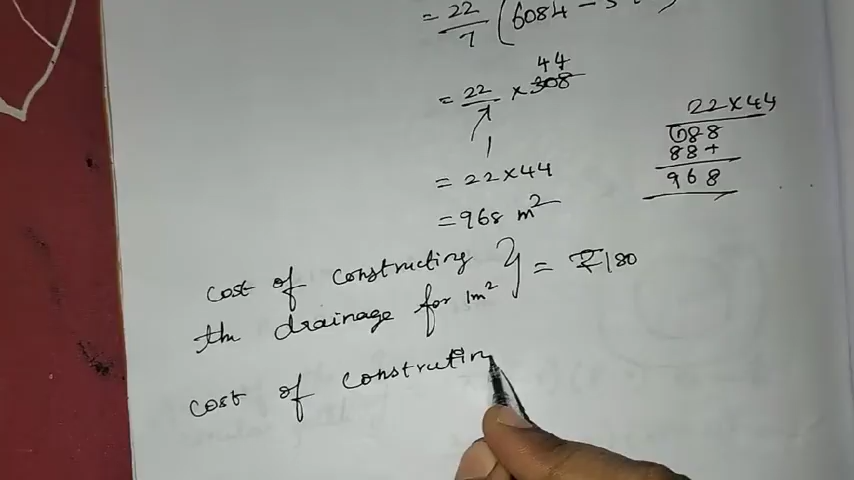 = 22/7 (6084 -
44
= 22/7 × 308
1
= 22×44
= 968 m²
22×44
88
88+
968
cost of constructing } = ₹180
the drainage for 1m²
cost of constructin